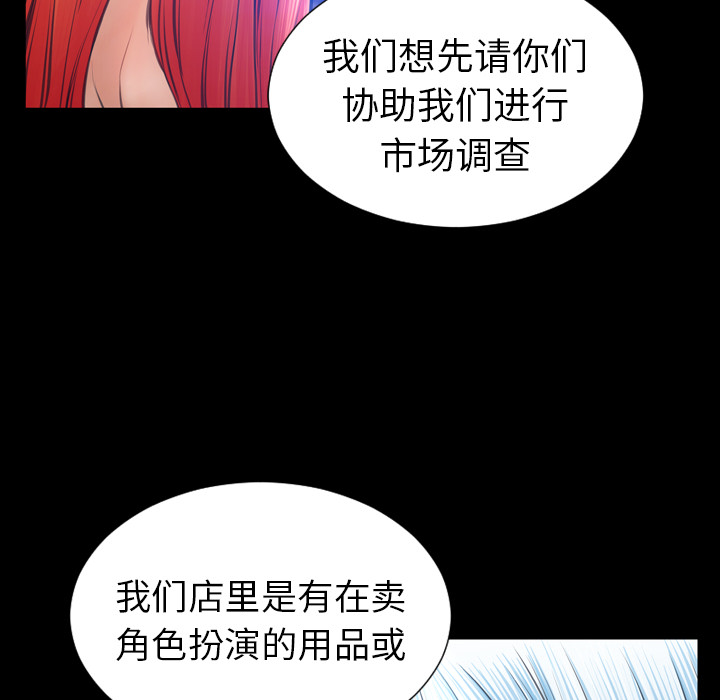 我们想先请你们
协助我们进行
市场调查
我们店里是有在卖
角色扮演的用品或